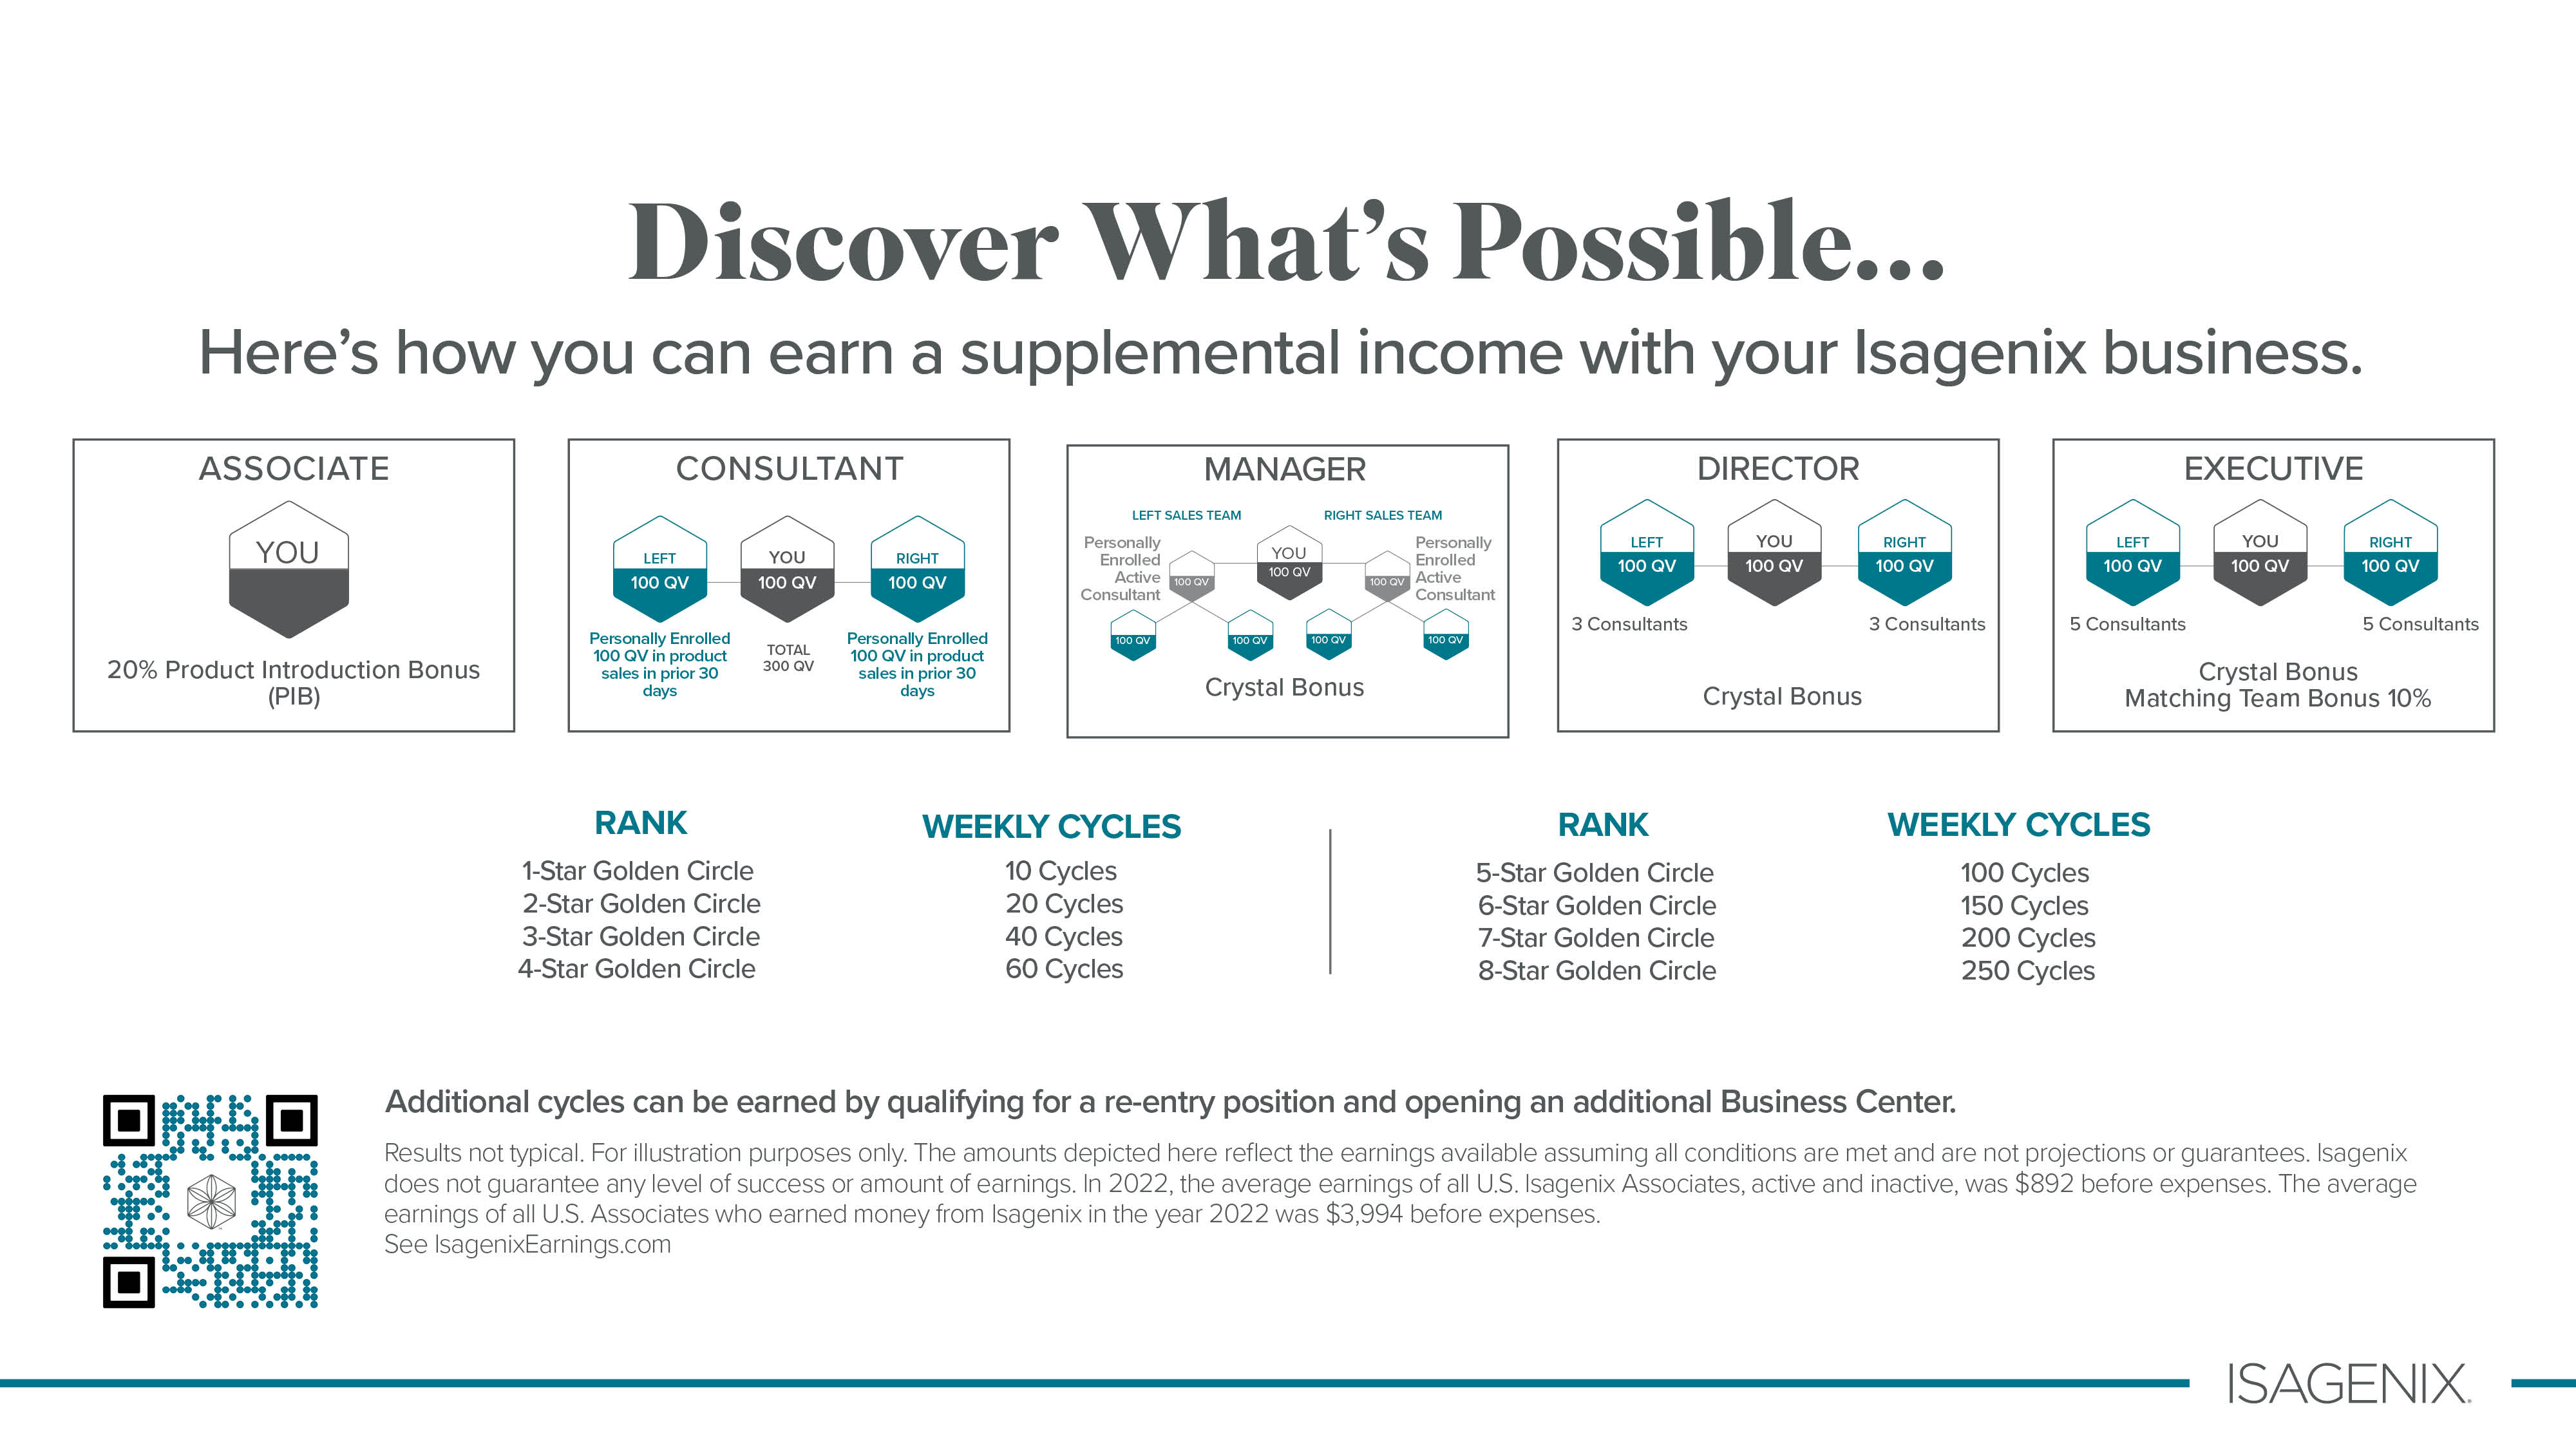 Discover What's Possible...
Here's how you can earn a supplemental income with your Isagenix business.
ASSOCIATE
YOU
20% Product Introduction Bonus
(PIB)
CONSULTANT
LEFT
100 QV
YOU
100 QV
RIGHT
100 QV
Personally Enrolled
100 QV in product
sales in prior 30
days
TOTAL
300 QV
Personally Enrolled
100 QV in product
sales in prior 30
days
MANAGER
LEFT SALES TEAM
RIGHT SALES TEAM
Personally
Enrolled
Active
Consultant
100 QV
YOU
100 QV
100 QV
Personally
Enrolled
Active
Consultant
100 QV
100 QV
100 QV
100 QV
Crystal Bonus
DIRECTOR
LEFT
100 QV
YOU
100 QV
RIGHT
100 QV
3 Consultants
3 Consultants
Crystal Bonus
EXECUTIVE
LEFT
100 QV
YOU
100 QV
RIGHT
100 QV
5 Consultants
5 Consultants
Crystal Bonus
Matching Team Bonus 10%
RANK
WEEKLY CYCLES
1-Star Golden Circle
10 Cycles
2-Star Golden Circle
20 Cycles
3-Star Golden Circle
40 Cycles
4-Star Golden Circle
60 Cycles
RANK
WEEKLY CYCLES
5-Star Golden Circle
100 Cycles
6-Star Golden Circle
150 Cycles
7-Star Golden Circle
200 Cycles
8-Star Golden Circle
250 Cycles
Additional cycles can be earned by qualifying for a re-entry position and opening an additional Business Center.
Results not typical. For illustration purposes only. The amounts depicted here reflect the earnings available assuming all conditions are met and are not projections or guarantees. Isagenix
does not guarantee any level of success or amount of earnings. In 2022, the average earnings of all U.S. Isagenix Associates, active and inactive, was $892 before expenses. The average
earnings of all U.S. Associates who earned money from Isagenix in the year 2022 was $3,994 before expenses.
See IsagenixEarnings.com
ISAGENIX